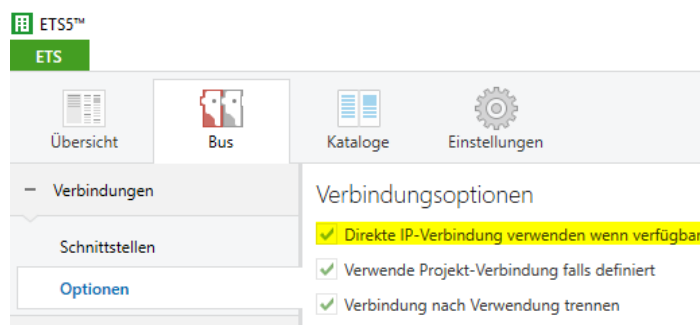 ETS5™
ETS
Übersicht
Bus
Kataloge
Einstellungen
Verbindungen
Schnittstellen
Optionen
Verbindungsoptionen
Direkte IP-Verbindung verwenden wenn verfügbar
Verwende Projekt-Verbindung falls definiert
Verbindung nach Verwendung trennen